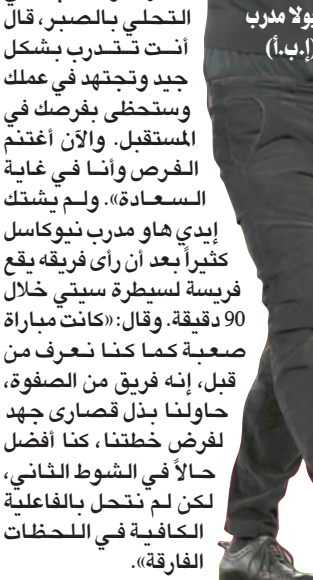 يولا مدرب
(إ.ب.أ)
التحلي بالصبر، قال
أنت تتدرب بشكل
جيد وتجتهد في عملك
وستحظى بفرصك في
المستقبل. والآن أغتنم
الفرص وأنا في غاية
السعادة». ولم يشتك
إيدي هاو مدرب نيوكاسل
كثيراً بعد أن رأى فريقه يقع
فريسة لسيطرة سيتي خلال
90 دقيقة. وقال: «كانت مباراة
صعبة كما كنا نعرف من
قبل، إنه فريق من الصفوة،
حاولنا بذل قصارى جهد
لفرض خطتنا، كنا أفضل
حالاً في الشوط الثاني،
لكن لم نتحل بالفاعلية
الكافية في اللحظات
الفارقة».